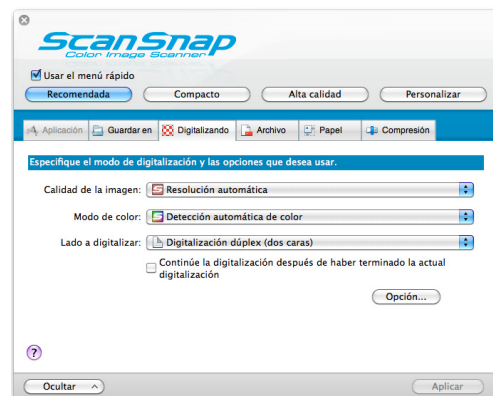 ScanSnap
Color Image Scanner
Usar el menú rápido
Recomendada Compacto Alta calidad Personalizar
Aplicación Guardar en Digitalizando Archivo Papel Compresión
Especifique el modo de digitalización y las opciones que desea usar.
Calidad de la imagen: Resolución automática
Modo de color: Detección automática de color
Lado a digitalizar: Digitalización dúplex (dos caras)
Continúe la digitalización después de haber terminado la actual
digitalización
Opción...
?
Ocultar Aplicar